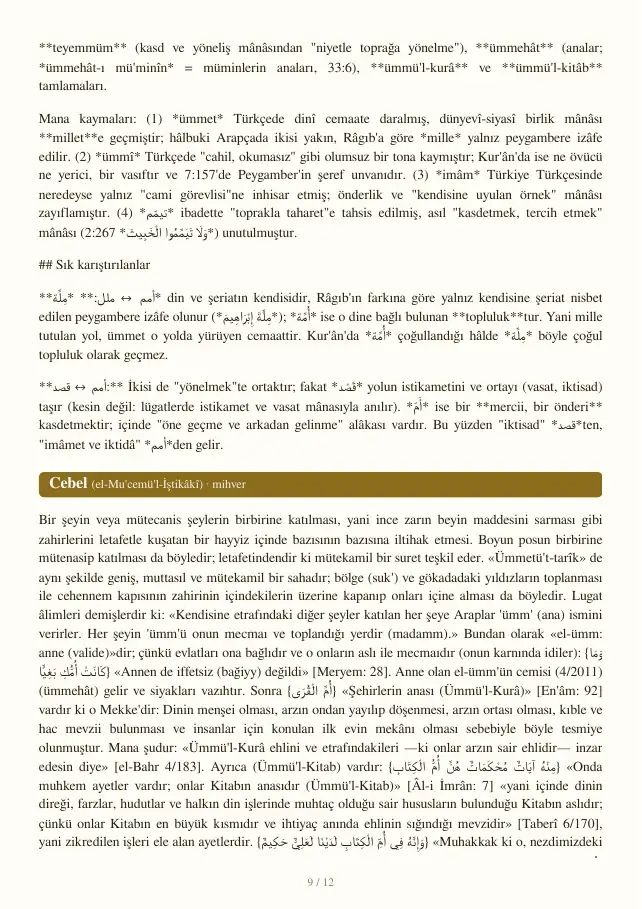 **teyemmüm** (kasd ve yöneliş mânâsından "niyetle toprağa yönelme"), **ümmehât** (analar;
*ümmehât-ı mü'minîn* = müminlerin anaları, 33:6), **ümmü'l-kurâ** ve **ümmü'l-kitâb**
tamlamaları.
Mana kaymaları: (1) *ümmet* Türkçede dinî cemaate daralmış, dünyevî-siyasî birlik mânâsı
**millet**e geçmiştir; hâlbuki Arapçada ikisi yakın, Râgıb'a göre *mille* yalnız peygambere izâfe
edilir. (2) *ümmî* Türkçede "cahil, okumasız" gibi olumsuz bir tona kaymıştır; Kur'ân'da ise ne övücü
ne yerici, bir vasıftır ve 7:157'de Peygamber'in şeref unvanıdır. (3) *imâm* Türkiye Türkçesinde
neredeyse yalnız "cami görevlisi"ne inhisar etmiş; önderlik ve "kendisine uyulan örnek" mânâsı
zayıflamıştır. (4) *تيمّم* ibadette "toprakla taharet"e tahsis edilmiş, asıl "kasdetmek, tercih etmek"
mânâsı (2:267 *وَلَا تَيَمَّمُوا الْخَبِيثَ*) unutulmuştur.
## Sık karıştırılanlar
**أمم ↔ ملل:** *مِلَّة* din ve şeriatın kendisidir, Râgıb'ın farkına göre yalnız kendisine şeriat nisbet
edilen peygambere izâfe olunur (*مِلَّةَ إِبْرَاهِيمَ*); *أُمَّة* ise o dine bağlı bulunan **topluluk**tur. Yani mille
tutulan yol, ümmet o yolda yürüyen cemaattir. Kur'ân'da *أُمَّة* çoğullandığı hâlde *مِلَّة* böyle çoğul
topluluk olarak geçmez.
**أمم ↔ قصد:** İkisi de "yönelmek"te ortaktır; fakat *قَصْد* yolun istikametini ve ortayı (vasat, iktisad)
taşır (kesin değil: lügatlerde istikamet ve vasat mânasıyla anılır). *أَمّ* ise bir **mercii, bir önderi**
kasdetmektir; içinde "öne geçme ve arkadan gelinme" alâkası vardır. Bu yüzden "iktisad" *قصد*ten,
"imâmet ve iktidâ" *أمم*den gelir.
Cebel (el-Mu'cemü'l-İştikâkî) · mihver
Bir şeyin veya mütecanis şeylerin birbirine katılması, yani ince zarın beyin maddesini sarması gibi
zahirlerini letafetle kuşatan bir hayyiz içinde bazısının bazısına iltihak etmesi. Boyun posun birbirine
mütenasip katılması da böyledir; letafetindendir ki mütekamil bir suret teşkil eder. «Ümmetü't-tarîk» de
aynı şekilde geniş, muttasıl ve mütekamil bir sahadır; bölge (suk') ve gökadadaki yıldızların toplanması
ile cehennem kapısının zahirinin içindekilerin üzerine kapanıp onları içine alması da böyledir. Lugat
âlimleri demişlerdir ki: «Kendisine etrafındaki diğer şeyler katılan her şeye Araplar 'ümm' (ana) ismini
verirler. Her şeyin 'ümm'ü onun mecmaı ve toplandığı yerdir (madamm).» Bundan olarak «el-ümm:
anne (valide)»dir; çünkü evlatları ona bağlıdır ve o onların aslı ile mecmaıdır (onun karnında idiler): {وَمَا
كَانَتْ أُمُّكِ بَغِيًّا} «Annen de iffetsiz (bağiyy) değildi» [Meryem: 28]. Anne olan el-ümm'ün cemisi (4/2011)
(ümmehât) gelir ve siyakları vazıhtır. Sonra {أُمَّ الْقُرَى} «Şehirlerin anası (Ümmü'l-Kurâ)» [En'âm: 92]
vardır ki o Mekke'dir: Dinin menşei olması, arzın ondan yayılıp döşenmesi, arzın ortası olması, kıble ve
hac mevzii bulunması ve insanlar için konulan ilk evin mekânı olması sebebiyle böyle tesmiye
olunmuştur. Mana şudur: «Ümmü'l-Kurâ ehlini ve etrafındakileri —ki onlar arzın sair ehlidir— inzar
edesin diye» [el-Bahr 4/183]. Ayrıca (Ümmü'l-Kitab) vardır: {مِنْهُ آيَاتٌ مُحْكَمَاتٌ هُنَّ أُمُّ الْكِتَابِ} «Onda
muhkem ayetler vardır; onlar Kitabın anasıdır (Ümmü'l-Kitab)» [Âl-i İmrân: 7] «yani içinde dinin
direği, farzlar, hudutlar ve halkın din işlerinde muhtaç olduğu sair hususların bulunduğu Kitabın aslıdır;
çünkü onlar Kitabın en büyük kısmıdır ve ihtiyaç anında ehlinin sığındığı mevzidir» [Taberî 6/170],
yani zikredilen işleri ele alan ayetlerdir. {وَإِنَّهُ فِي أُمِّ الْكِتَابِ لَدَيْنَا لَعَلِيٌّ حَكِيمٌ} «Muhakkak ki o, nezdimizdeki
9 / 12